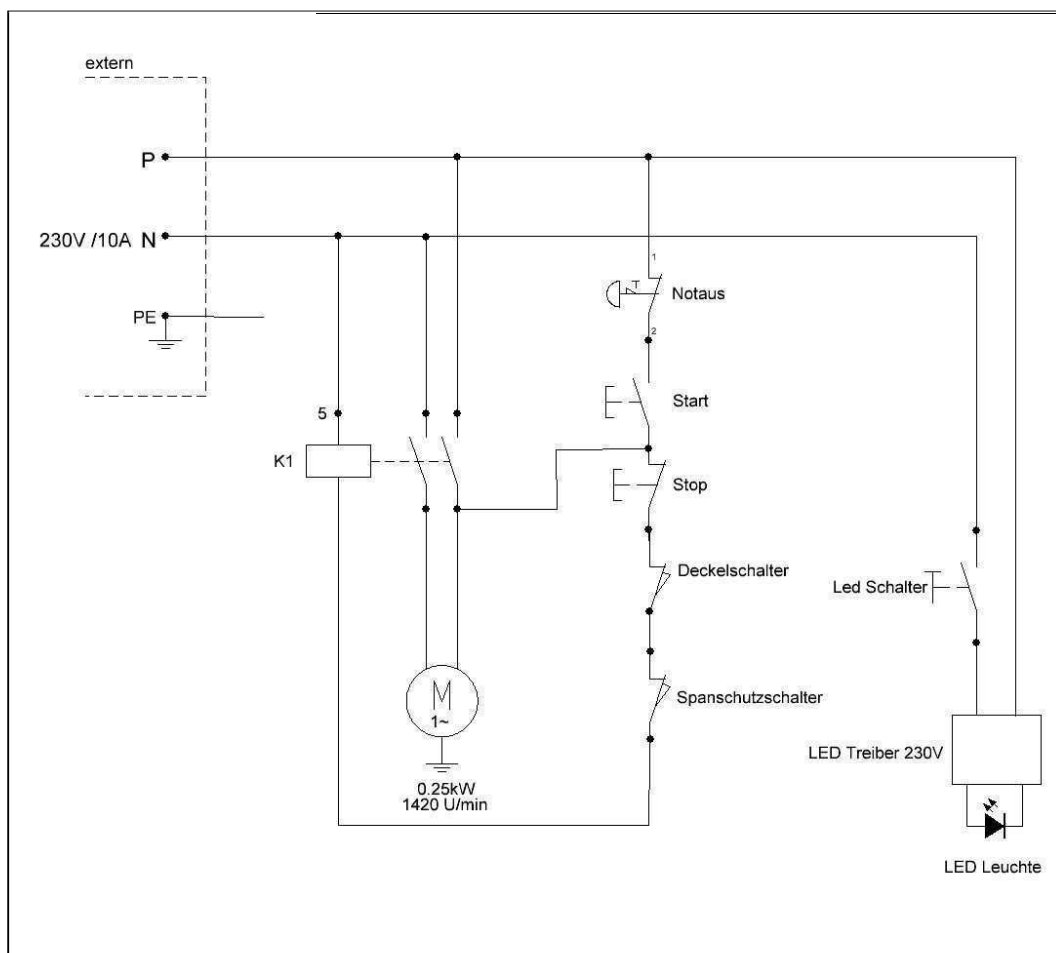 extern
P
230V /10A N
1
Notaus
PE
2
Start
5
K1
Stop
Deckelschalter
Led Schalter
M
1~
Spanschutzschalter
LED Treiber 230V
0.25kW
1420 U/min
LED Leuchte